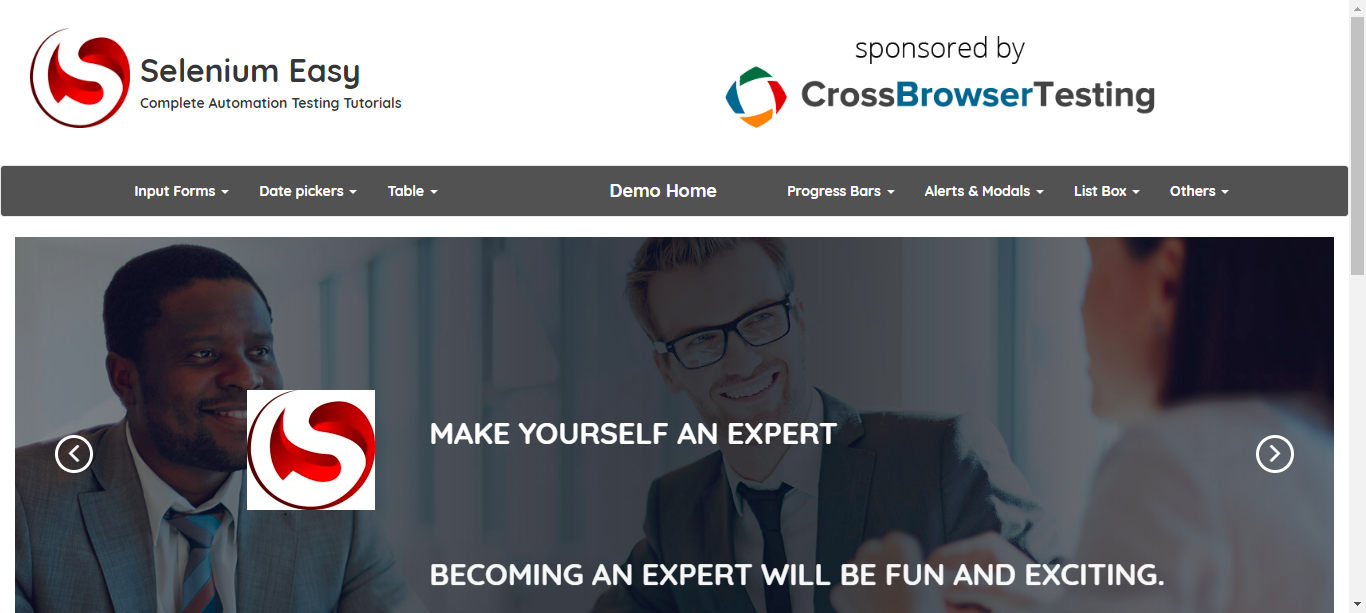 Selenium Easy
Complete Automation Testing Tutorials
sponsored by
CrossBrowserTesting
Input Forms
Date pickers
Table
Demo Home
Progress Bars
Alerts & Modals
List Box
Others
MAKE YOURSELF AN EXPERT
BECOMING AN EXPERT WILL BE FUN AND EXCITING.